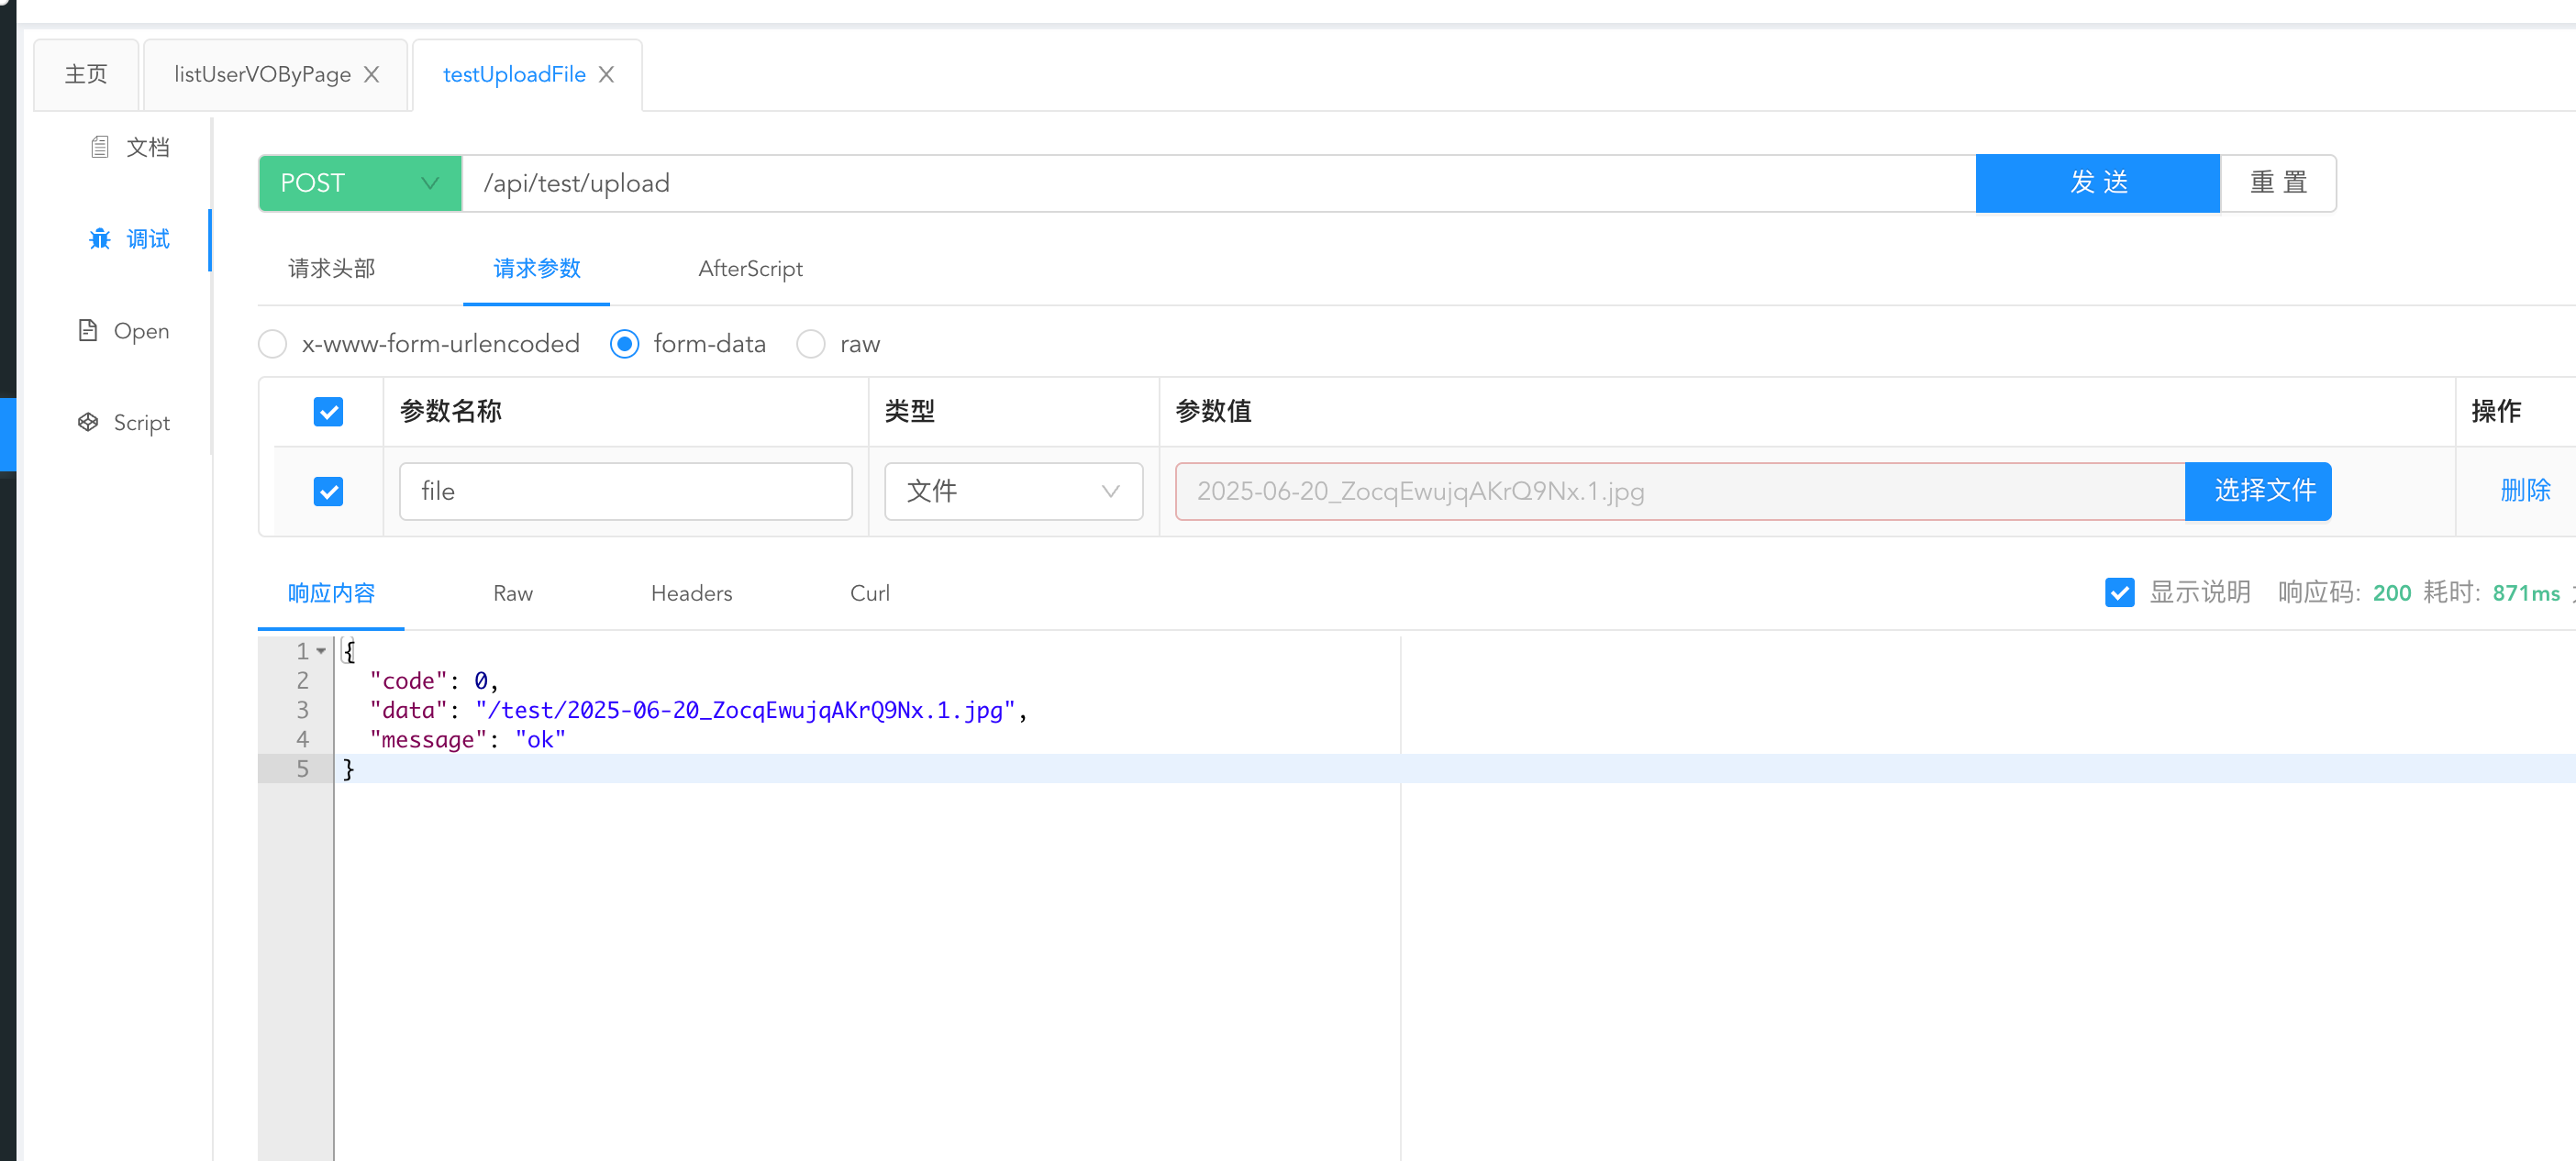 主页
listUserVOByPage
testUploadFile
文档
调试
Open
Script
POST
/api/test/upload
发 送
重 置
请求头部
请求参数
AfterScript
x-www-form-urlencoded
form-data
raw
参数名称
类型
参数值
操作
file
文件
2025-06-20_ZocqEwujqAKrQ9Nx.1.jpg
选择文件
删除
响应内容
Raw
Headers
Curl
显示说明
响应码: 200 耗时: 871ms
1 {
2 "code": 0,
3 "data": "/test/2025-06-20_ZocqEwujqAKrQ9Nx.1.jpg",
4 "message": "ok"
5 }